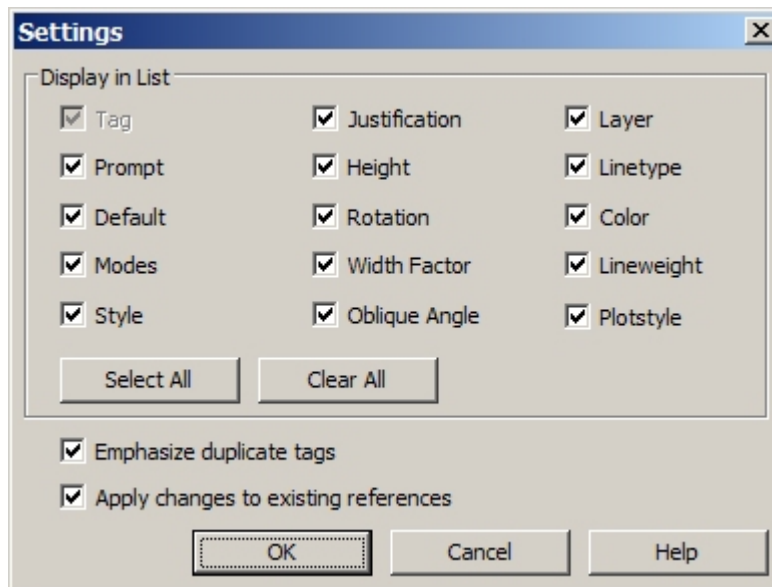 Settings
Display in List
Tag Justification Layer
Prompt Height Linetype
Default Rotation Color
Modes Width Factor Lineweight
Style Oblique Angle Plotstyle
Select All Clear All
Emphasize duplicate tags
Apply changes to existing references
OK Cancel Help